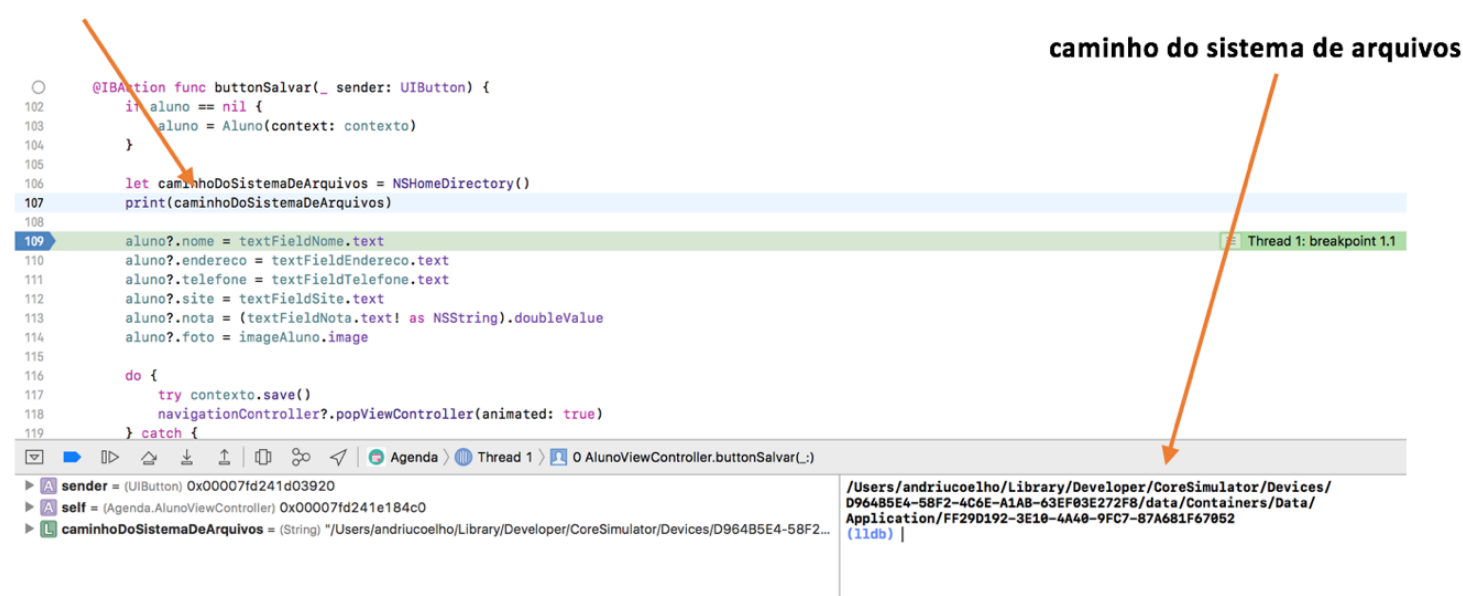 caminho do sistema de arquivos
@IBAction func buttonSalvar(_ sender: UIButton) {
102 if aluno == nil {
103 aluno = Aluno(context: contexto)
104 }
105
106 let caminhoDoSistemaDeArquivos = NSHomeDirectory()
107 print(caminhoDoSistemaDeArquivos)
108
109 aluno?.nome = textFieldNome.text Thread 1: breakpoint 1.1
110 aluno?.endereco = textFieldEndereco.text
111 aluno?.telefone = textFieldTelefone.text
112 aluno?.site = textFieldSite.text
113 aluno?.nota = (textFieldNota.text! as NSString).doubleValue
114 aluno?.foto = imageAluno.image
115
116 do {
117 try contexto.save()
118 navigationController?.popViewController(animated: true)
119 } catch {
Agenda Thread 1 0 AlunoViewController.buttonSalvar(_:)
A sender = (UIButton) 0x00007fd241d03920
A self = (Agenda.AlunoViewController) 0x00007fd241e184c0
L caminhoDoSistemaDeArquivos = (String) "/Users/andriucoelho/Library/Developer/CoreSimulator/Devices/D964B5E4-58F2...
/Users/andriucoelho/Library/Developer/CoreSimulator/Devices/
D964B5E4-58F2-4C6E-A1AB-63EF03E272F8/data/Containers/Data/
Application/FF29D192-3E10-4A40-9FC7-87A681F67052
(lldb)